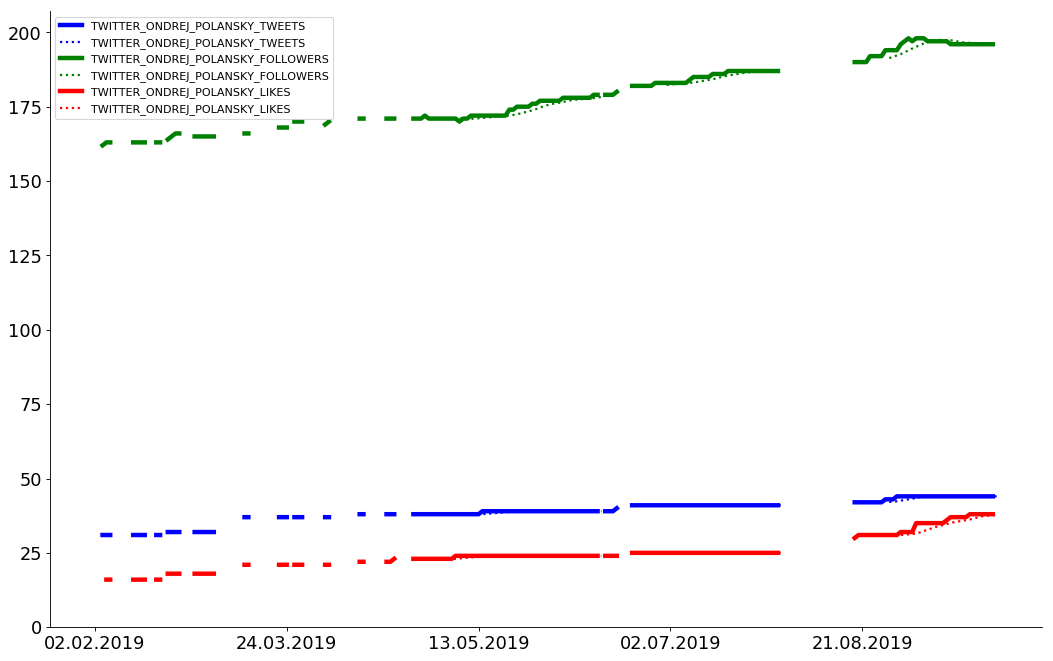 200
175
150
125
100
75
50
25
0
TWITTER_ONDREJ_POLANSKY_TWEETS
TWITTER_ONDREJ_POLANSKY_TWEETS
TWITTER_ONDREJ_POLANSKY_FOLLOWERS
TWITTER_ONDREJ_POLANSKY_FOLLOWERS
TWITTER_ONDREJ_POLANSKY_LIKES
TWITTER_ONDREJ_POLANSKY_LIKES
02.02.2019
24.03.2019
13.05.2019
02.07.2019
21.08.2019